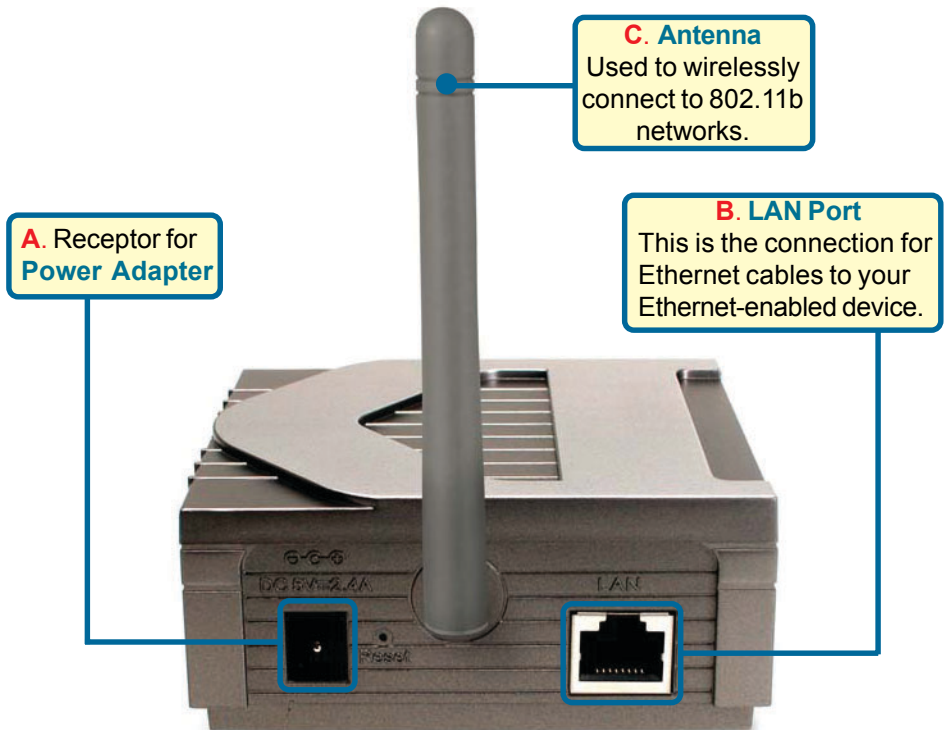 C. Antenna
Used to wirelessly
connect to 802.11b
networks.
A. Receptor for
Power Adapter
B. LAN Port
This is the connection for
Ethernet cables to your
Ethernet-enabled device.
DC 5V 2.4A
LAN
Reset